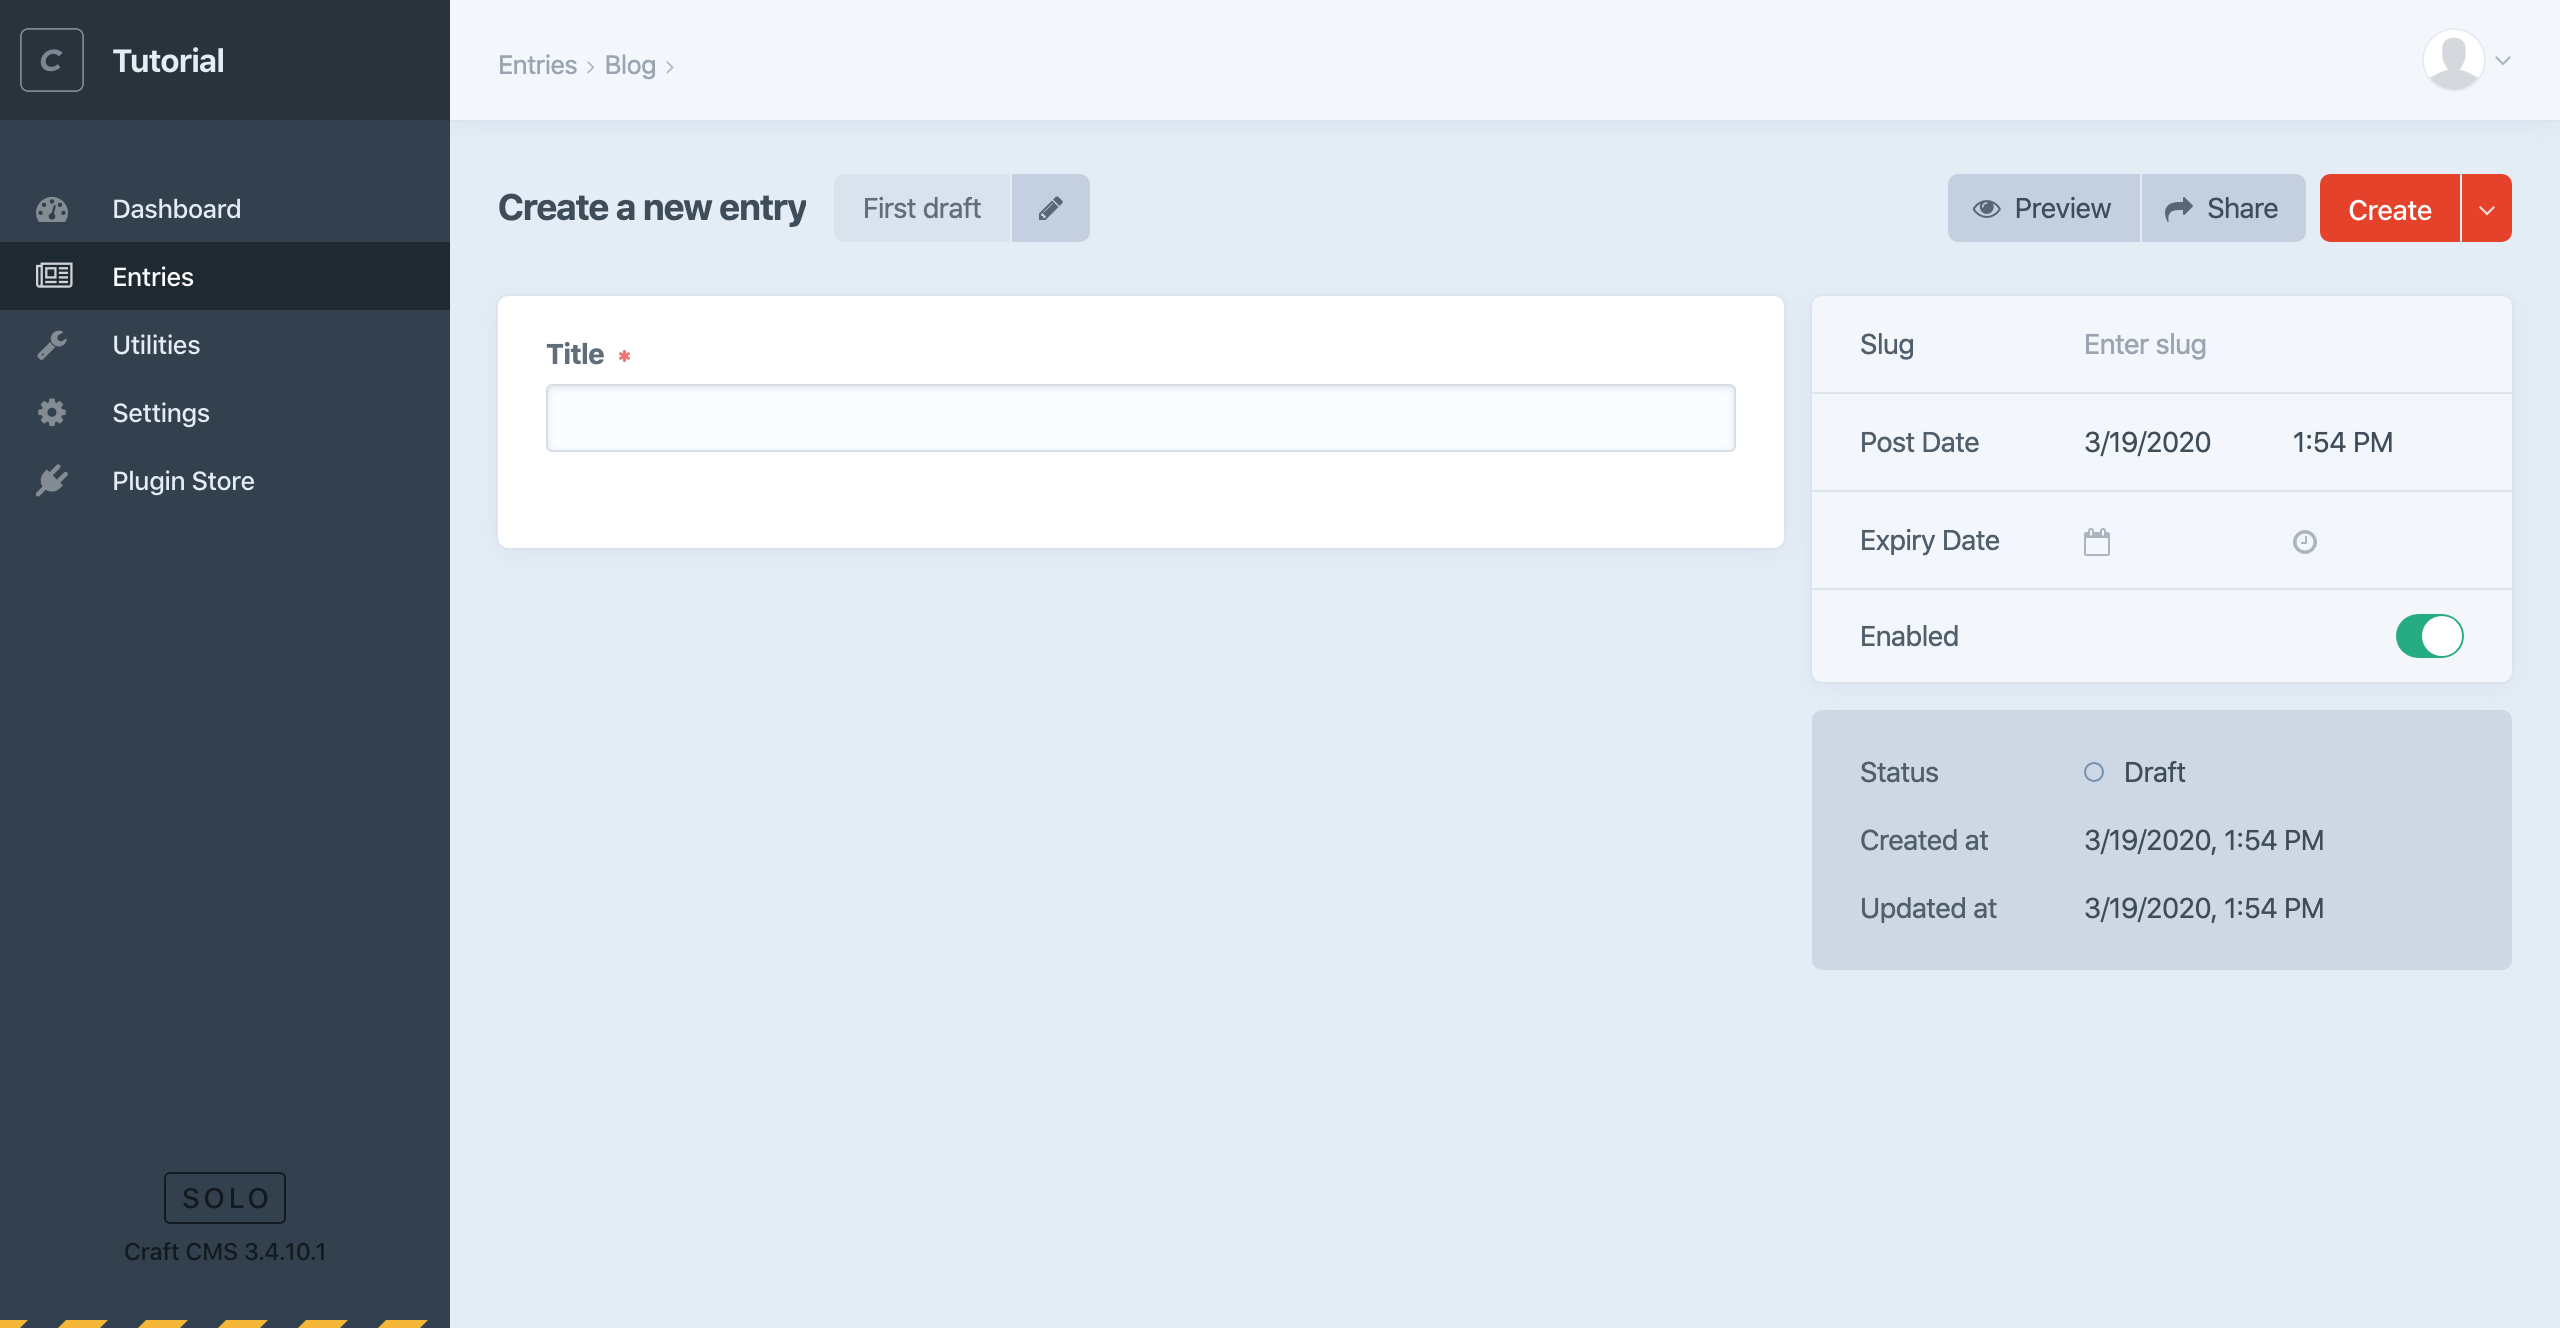 C Tutorial
Entries › Blog ›
Dashboard
Entries
Utilities
Settings
Plugin Store
SOLO
Craft CMS 3.4.10.1
Create a new entry
First draft
Preview
Share
Create
Title *
Slug Enter slug
Post Date 3/19/2020 1:54 PM
Expiry Date
Enabled
Status Draft
Created at 3/19/2020, 1:54 PM
Updated at 3/19/2020, 1:54 PM